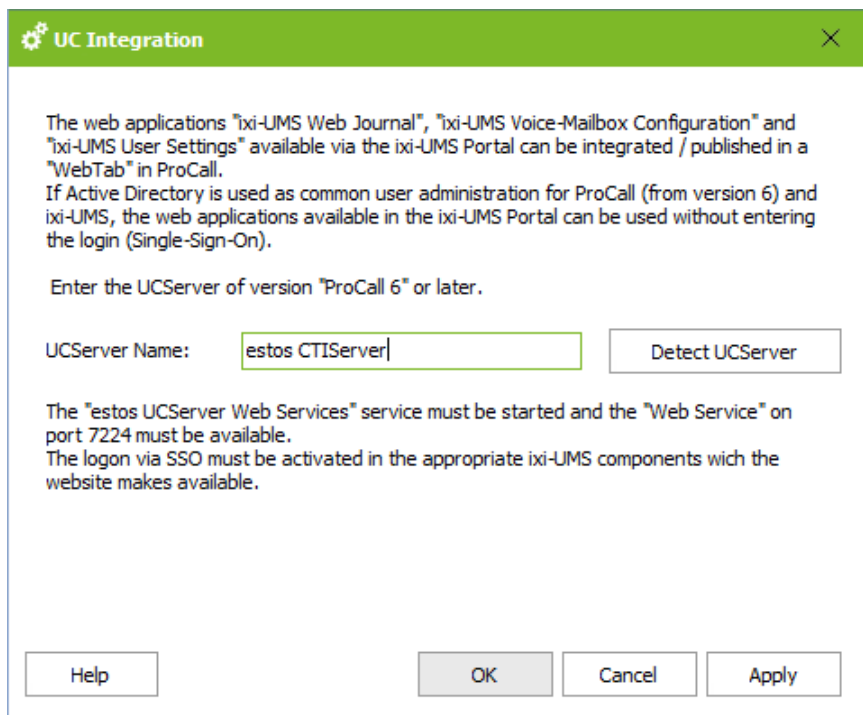 UC Integration
The web applications "ixi-UMS Web Journal", "ixi-UMS Voice-Mailbox Configuration" and
"ixi-UMS User Settings" available via the ixi-UMS Portal can be integrated / published in a
"WebTab" in ProCall.
If Active Directory is used as common user administration for ProCall (from version 6) and
ixi-UMS, the web applications available in the ixi-UMS Portal can be used without entering
the login (Single-Sign-On).
Enter the UCServer of version "ProCall 6" or later.
UCServer Name: estos CTIServer Detect UCServer
The "estos UCServer Web Services" service must be started and the "Web Service" on
port 7224 must be available.
The logon via SSO must be activated in the appropriate ixi-UMS components wich the
website makes available.
Help OK Cancel Apply